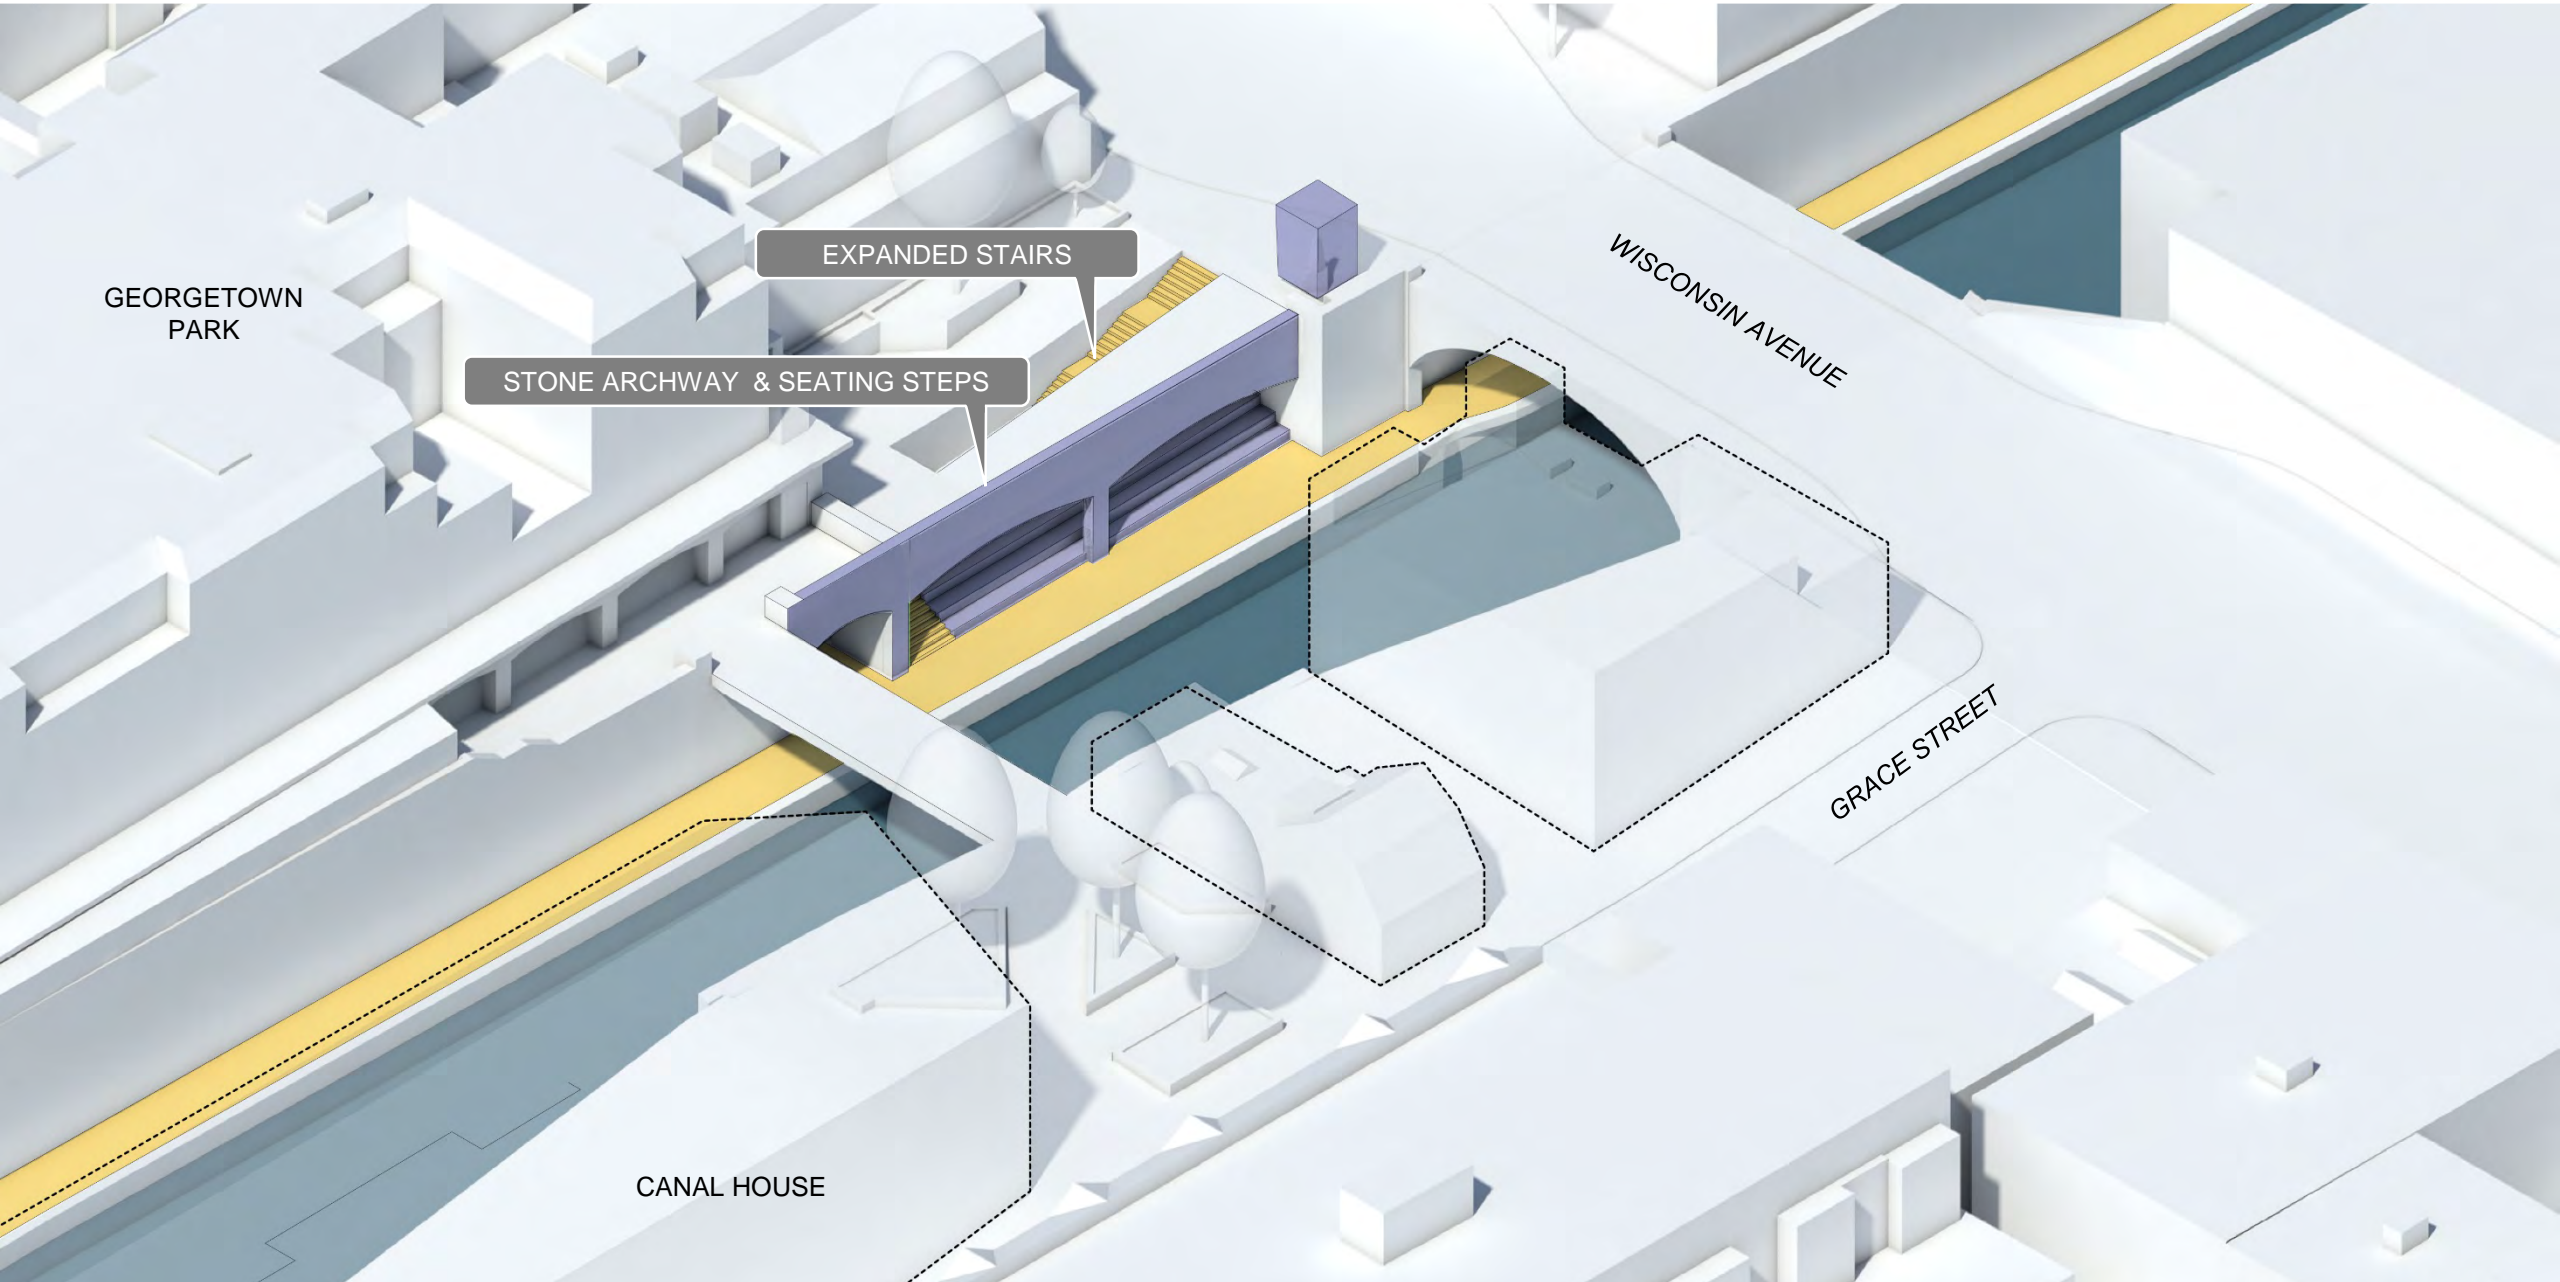 EXPANDED STAIRS
WISCONSIN AVENUE
GEORGETOWN
PARK
STONE ARCHWAY & SEATING STEPS
GRACE STREET
CANAL HOUSE